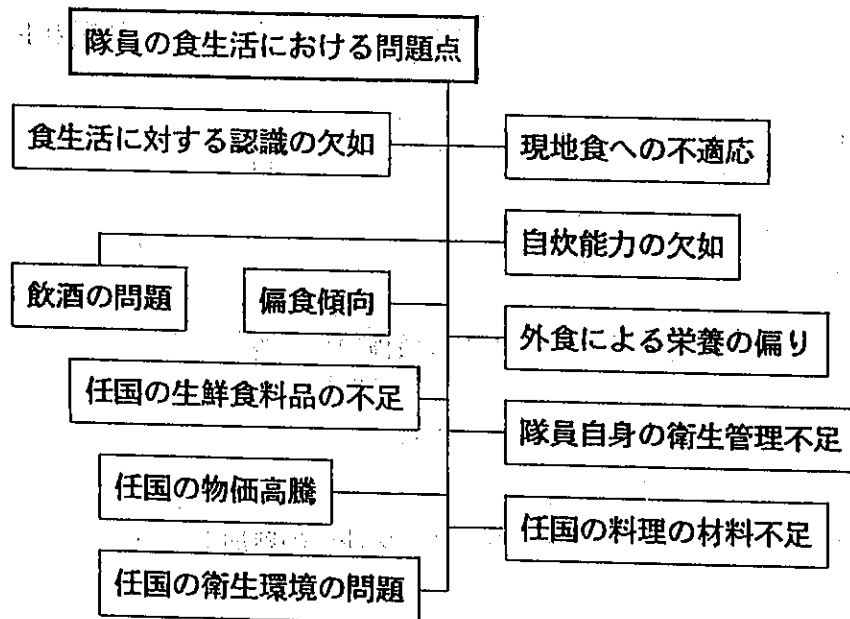 隊員の食生活における問題点
食生活に対する認識の欠如
現地食への不適応
自炊能力の欠如
飲酒の問題
偏食傾向
外食による栄養の偏り
任国の生鮮食料品の不足
隊員自身の衛生管理不足
任国の物価高騰
任国の料理の材料不足
任国の衛生環境の問題